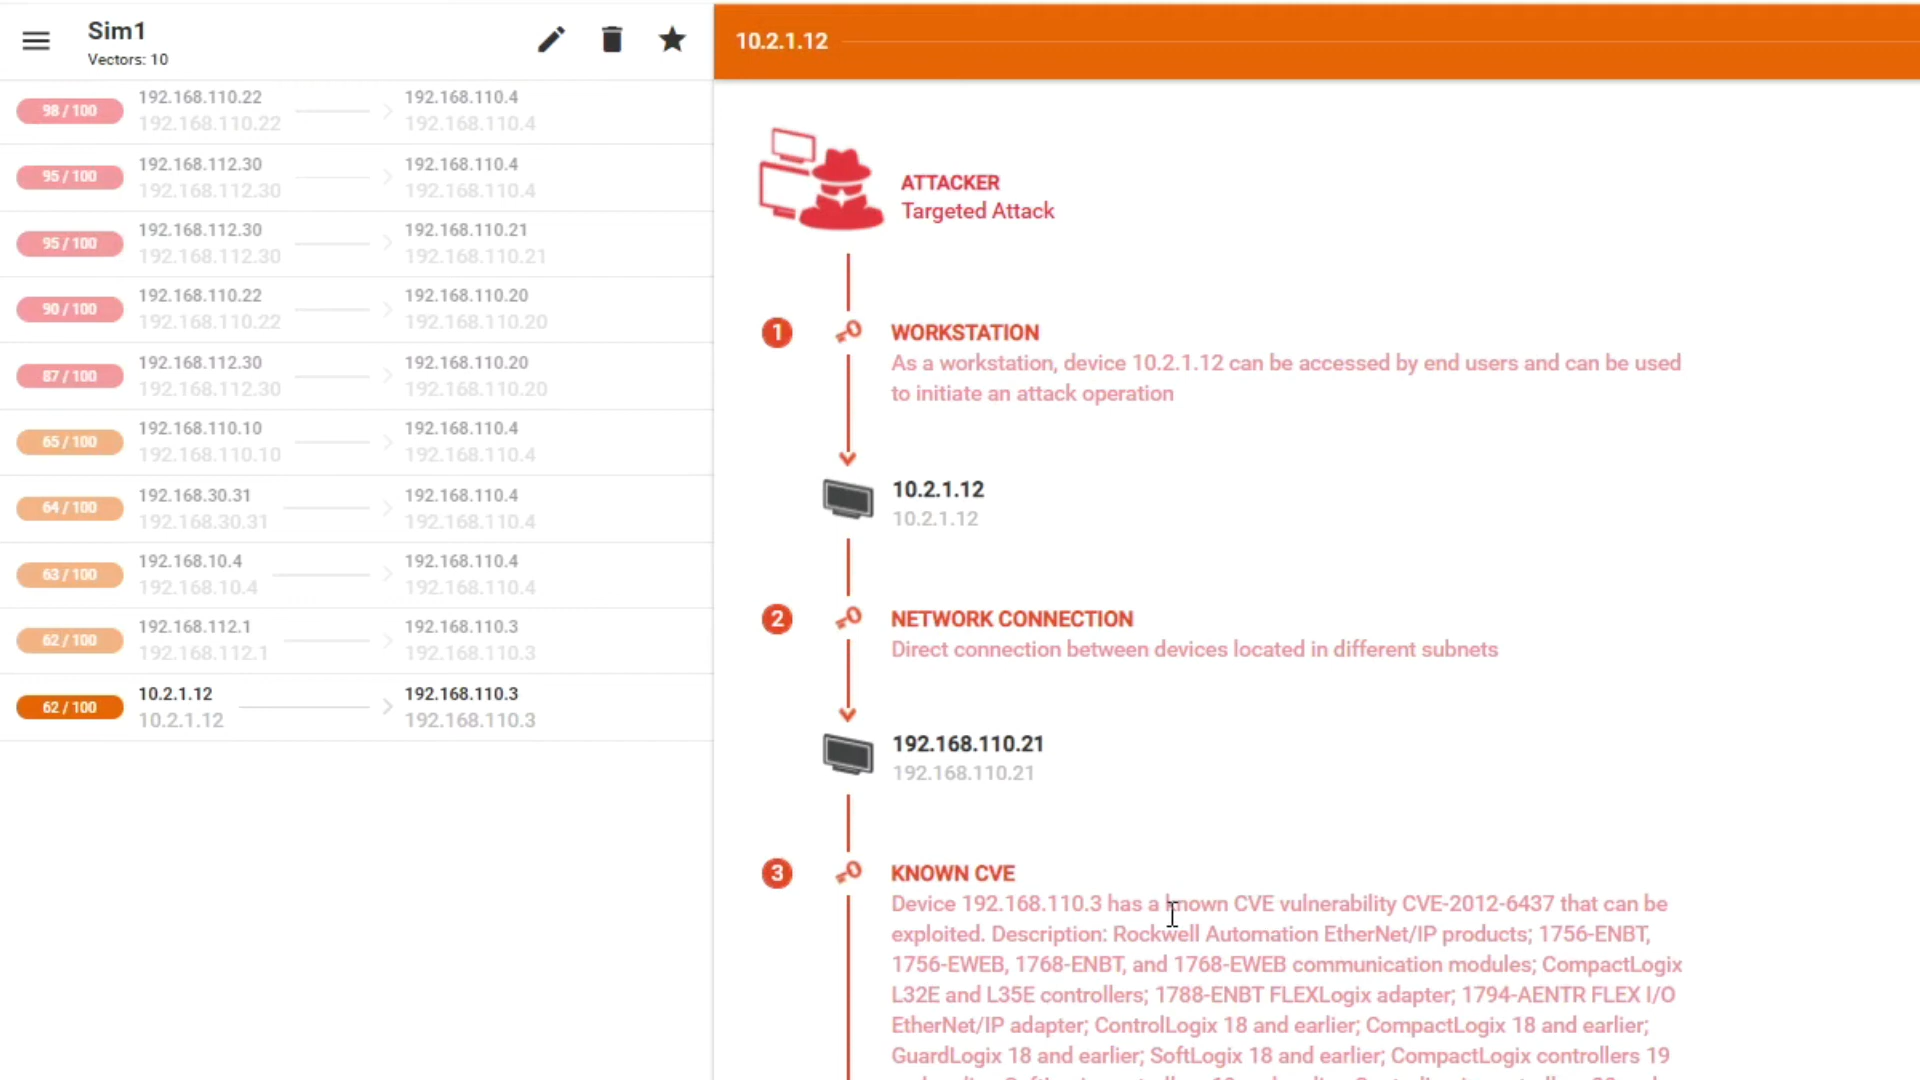 Sim1
Vectors: 10
98 / 100
192.168.110.22
192.168.110.4
192.168.110.22
192.168.110.4
95 / 100
192.168.112.30
192.168.110.4
192.168.112.30
192.168.110.4
95 / 100
192.168.112.30
192.168.110.21
192.168.112.30
192.168.110.21
90 / 100
192.168.110.22
192.168.110.20
192.168.110.22
192.168.110.20
87 / 100
192.168.112.30
192.168.110.20
192.168.112.30
192.168.110.20
65 / 100
192.168.110.10
192.168.110.4
192.168.110.10
192.168.110.4
64 / 100
192.168.30.31
192.168.110.4
192.168.30.31
192.168.110.4
63 / 100
192.168.10.4
192.168.110.4
192.168.10.4
192.168.110.4
62 / 100
192.168.112.1
192.168.110.3
192.168.112.1
192.168.110.3
62 / 100
10.2.1.12
192.168.110.3
10.2.1.12
192.168.110.3
10.2.1.12
ATTACKER
Targeted Attack
1
WORKSTATION
As a workstation, device 10.2.1.12 can be accessed by end users and can be used
to initiate an attack operation
10.2.1.12
10.2.1.12
2
NETWORK CONNECTION
Direct connection between devices located in different subnets
192.168.110.21
192.168.110.21
3
KNOWN CVE
Device 192.168.110.3 has a known CVE vulnerability CVE-2012-6437 that can be
exploited. Description: Rockwell Automation EtherNet/IP products; 1756-ENBT,
1756-EWEB, 1768-ENBT, and 1768-EWEB communication modules; CompactLogix
L32E and L35E controllers; 1788-ENBT FLEXLogix adapter; 1794-AENTR FLEX I/O
EtherNet/IP adapter; ControlLogix 18 and earlier; CompactLogix 18 and earlier;
GuardLogix 18 and earlier; SoftLogix 18 and earlier; CompactLogix controllers 19